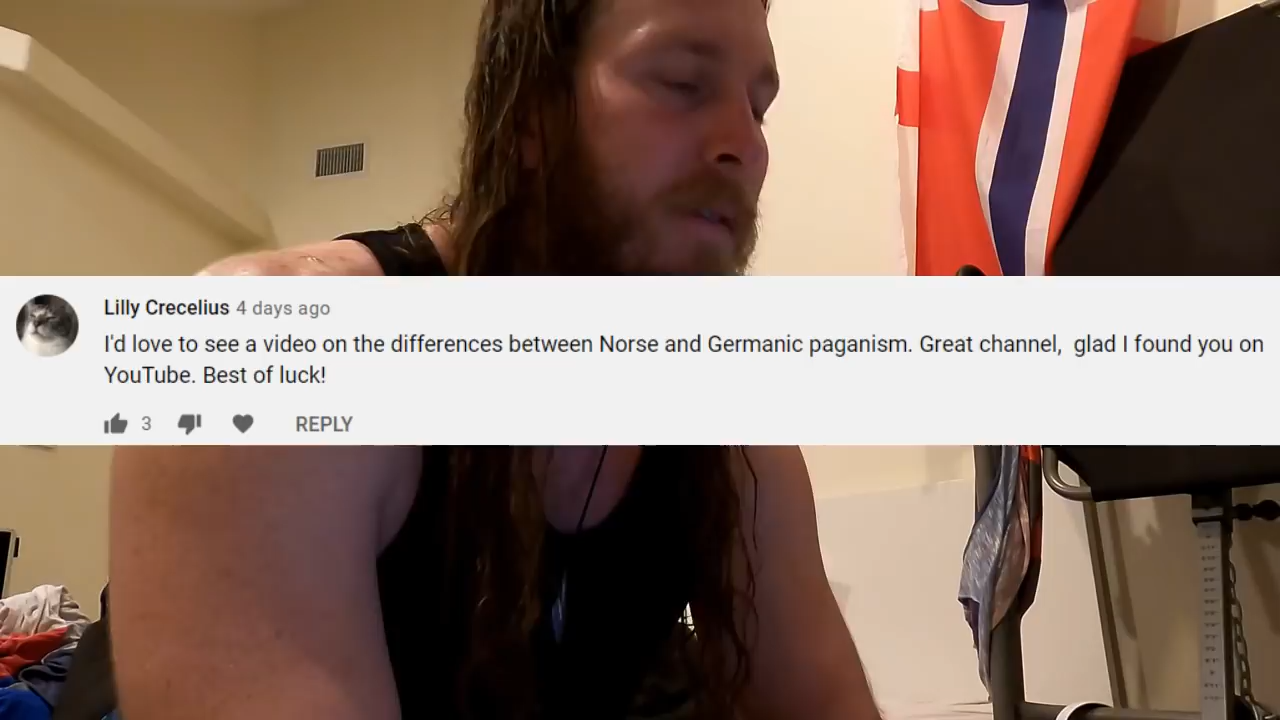 Lilly Crecelius 4 days ago
I'd love to see a video on the differences between Norse and Germanic paganism. Great channel,  glad I found you on
YouTube. Best of luck!
3
REPLY